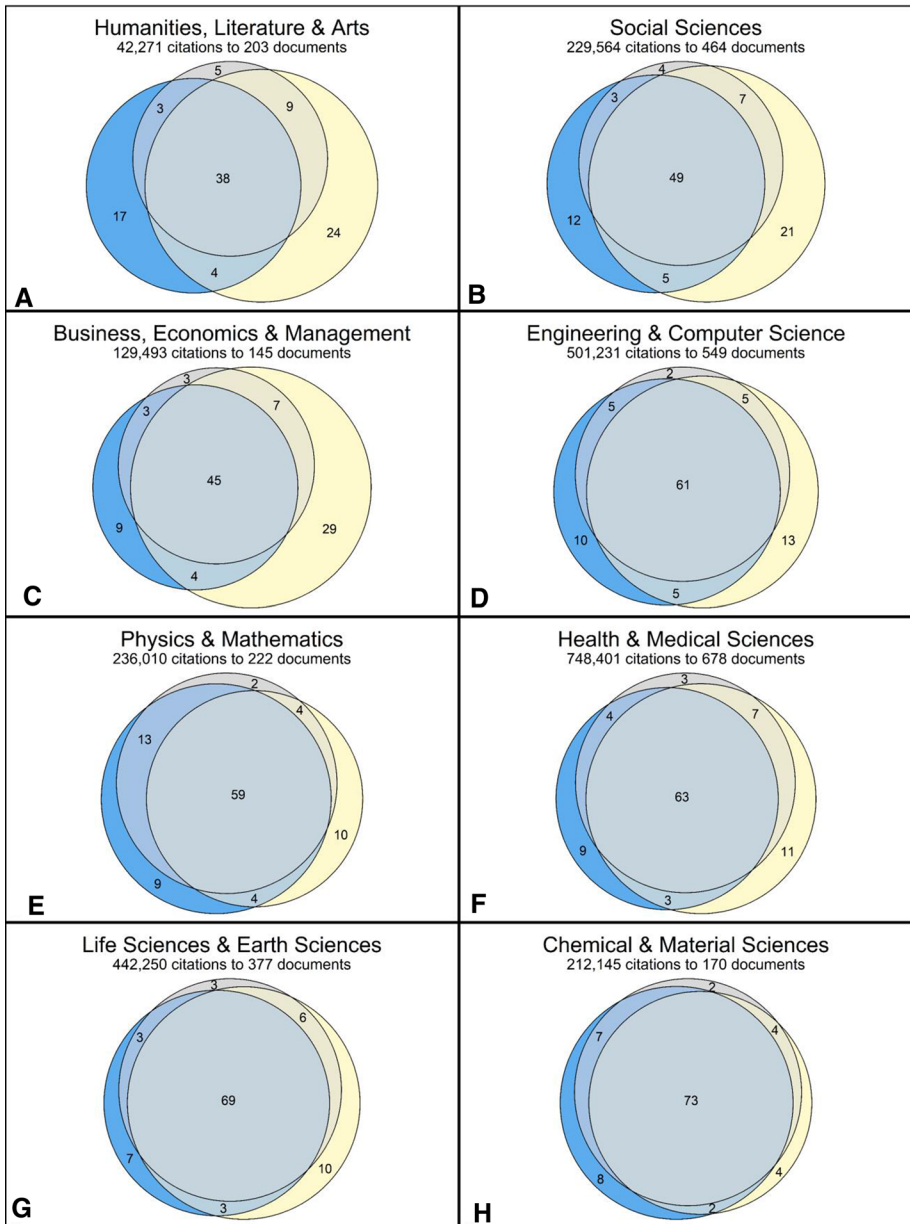 Humanities, Literature & Arts
42,271 citations to 203 documents
5
3
9
38
17
24
4
A
Social Sciences
229,564 citations to 464 documents
4
3
7
49
12
21
5
B
Business, Economics & Management
129,493 citations to 145 documents
3
3
7
45
9
29
4
C
Engineering & Computer Science
501,231 citations to 549 documents
2
5
5
61
10
13
5
D
Physics & Mathematics
236,010 citations to 222 documents
2
4
13
59
10
9
4
E
Health & Medical Sciences
748,401 citations to 678 documents
3
4
7
63
9
11
3
F
Life Sciences & Earth Sciences
442,250 citations to 377 documents
3
6
3
69
7
10
3
G
Chemical & Material Sciences
212,145 citations to 170 documents
2
4
7
73
4
8
2
H